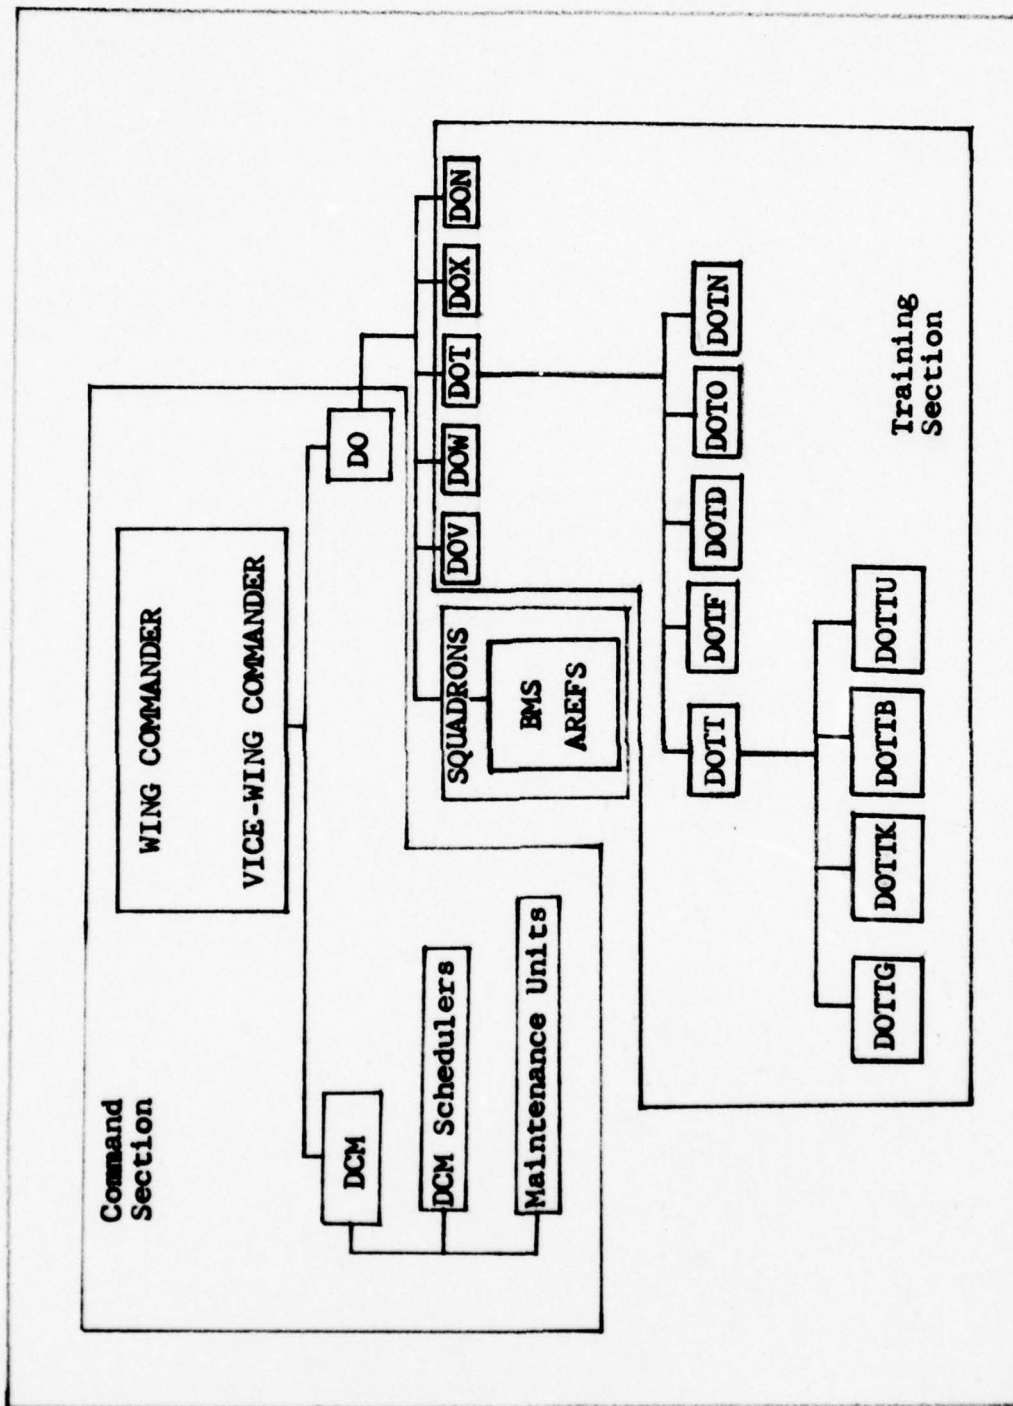 Command
Section
WING COMMANDER
VICE-WING COMMANDER
DCM
DO
DCM Schedulers
Maintenance Units
SQUADRONS
BMS
AREFS
DOV
DOW
DOT
DOX
DON
DOTT
DOTF
DOTD
DOTO
DOTN
DOTTG
DOTTK
DOTTB
DOTTU
Training
Section